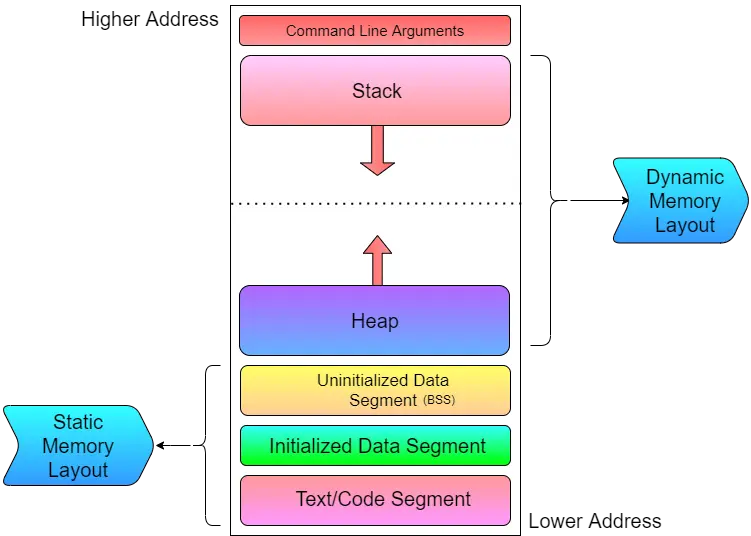 Higher Address
Command Line Arguments
Stack
Dynamic
Memory
Layout
Heap
Uninitialized Data
Segment (BSS)
Static
Memory
Layout
Initialized Data Segment
Text/Code Segment
Lower Address